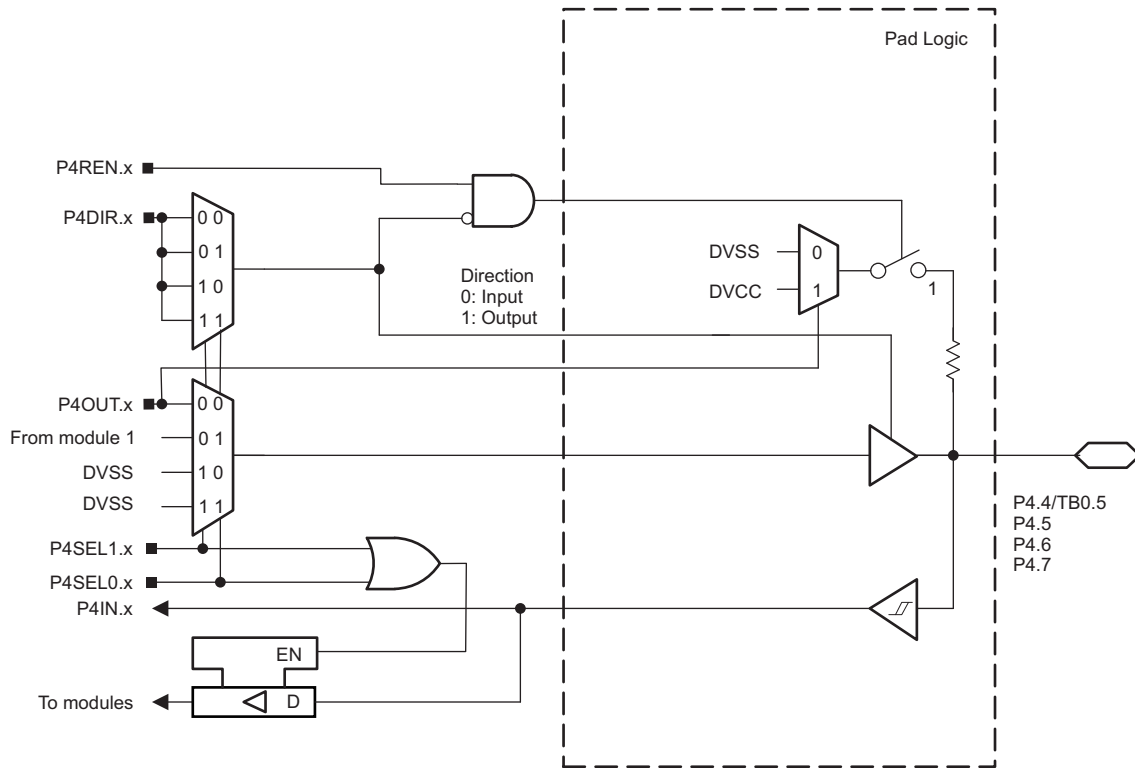 Pad Logic
P4REN.x
P4DIR.x
0 0
0 1
1 0
1 1
Direction
0: Input
1: Output
DVSS
0
DVCC
1
1
P4OUT.x
0 0
From module 1
0 1
DVSS
1 0
DVSS
1 1
P4.4/TB0.5
P4.5
P4.6
P4.7
P4SEL1.x
P4SEL0.x
P4IN.x
EN
To modules
D